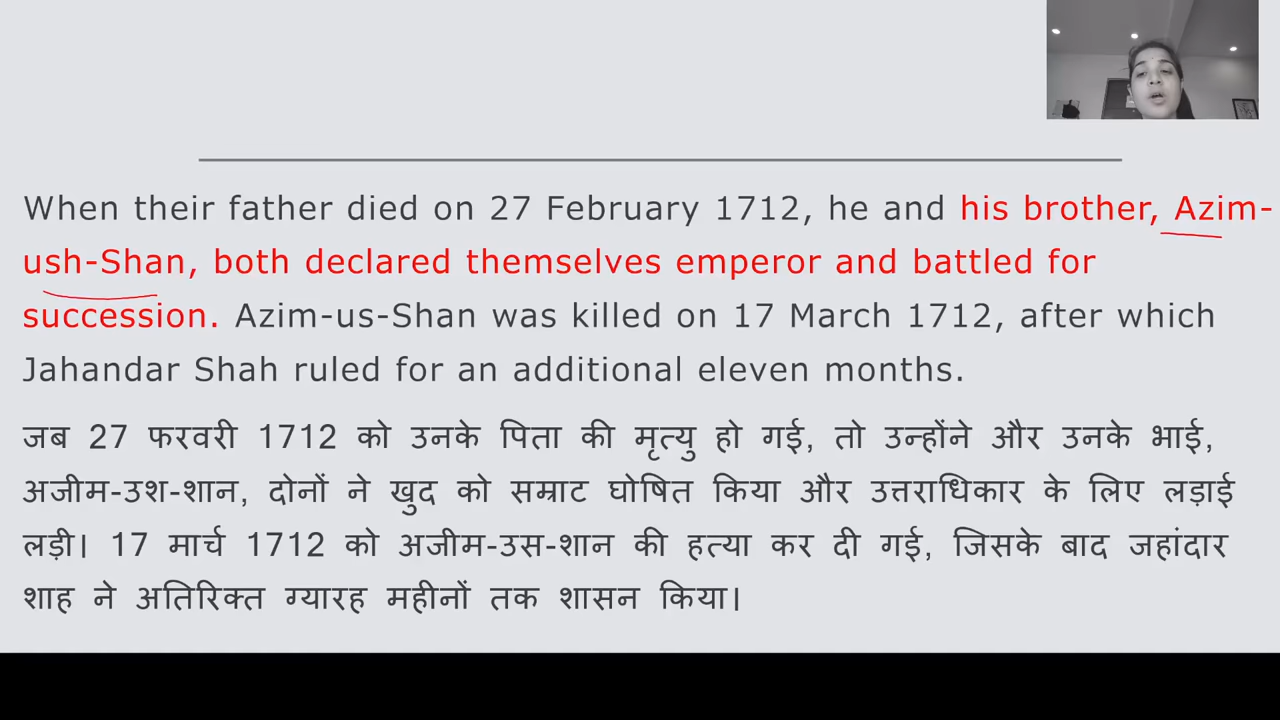 When their father died on 27 February 1712, he and his brother, Azim-
ush-Shan, both declared themselves emperor and battled for
succession. Azim-us-Shan was killed on 17 March 1712, after which
Jahandar Shah ruled for an additional eleven months.
जब 27 फरवरी 1712 को उनके पिता की मृत्यु हो गई, तो उन्होंने और उनके भाई,
अजीम-उश-शान, दोनों ने खुद को सम्राट घोषित किया और उत्तराधिकार के लिए लड़ाई
लड़ी। 17 मार्च 1712 को अजीम-उस-शान की हत्या कर दी गई, जिसके बाद जहांदार
शाह ने अतिरिक्त ग्यारह महीनों तक शासन किया।